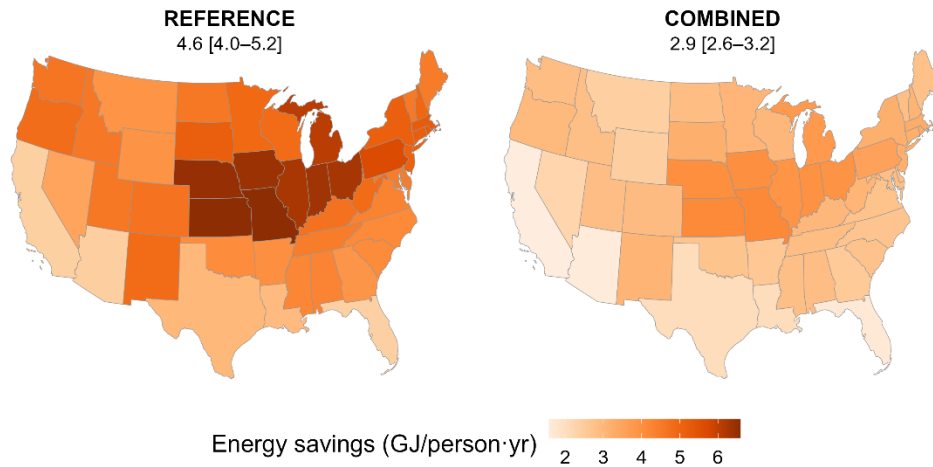 REFERENCE
4.6 [4.0–5.2]
COMBINED
2.9 [2.6–3.2]
Energy savings (GJ/person·yr)
2 3 4 5 6